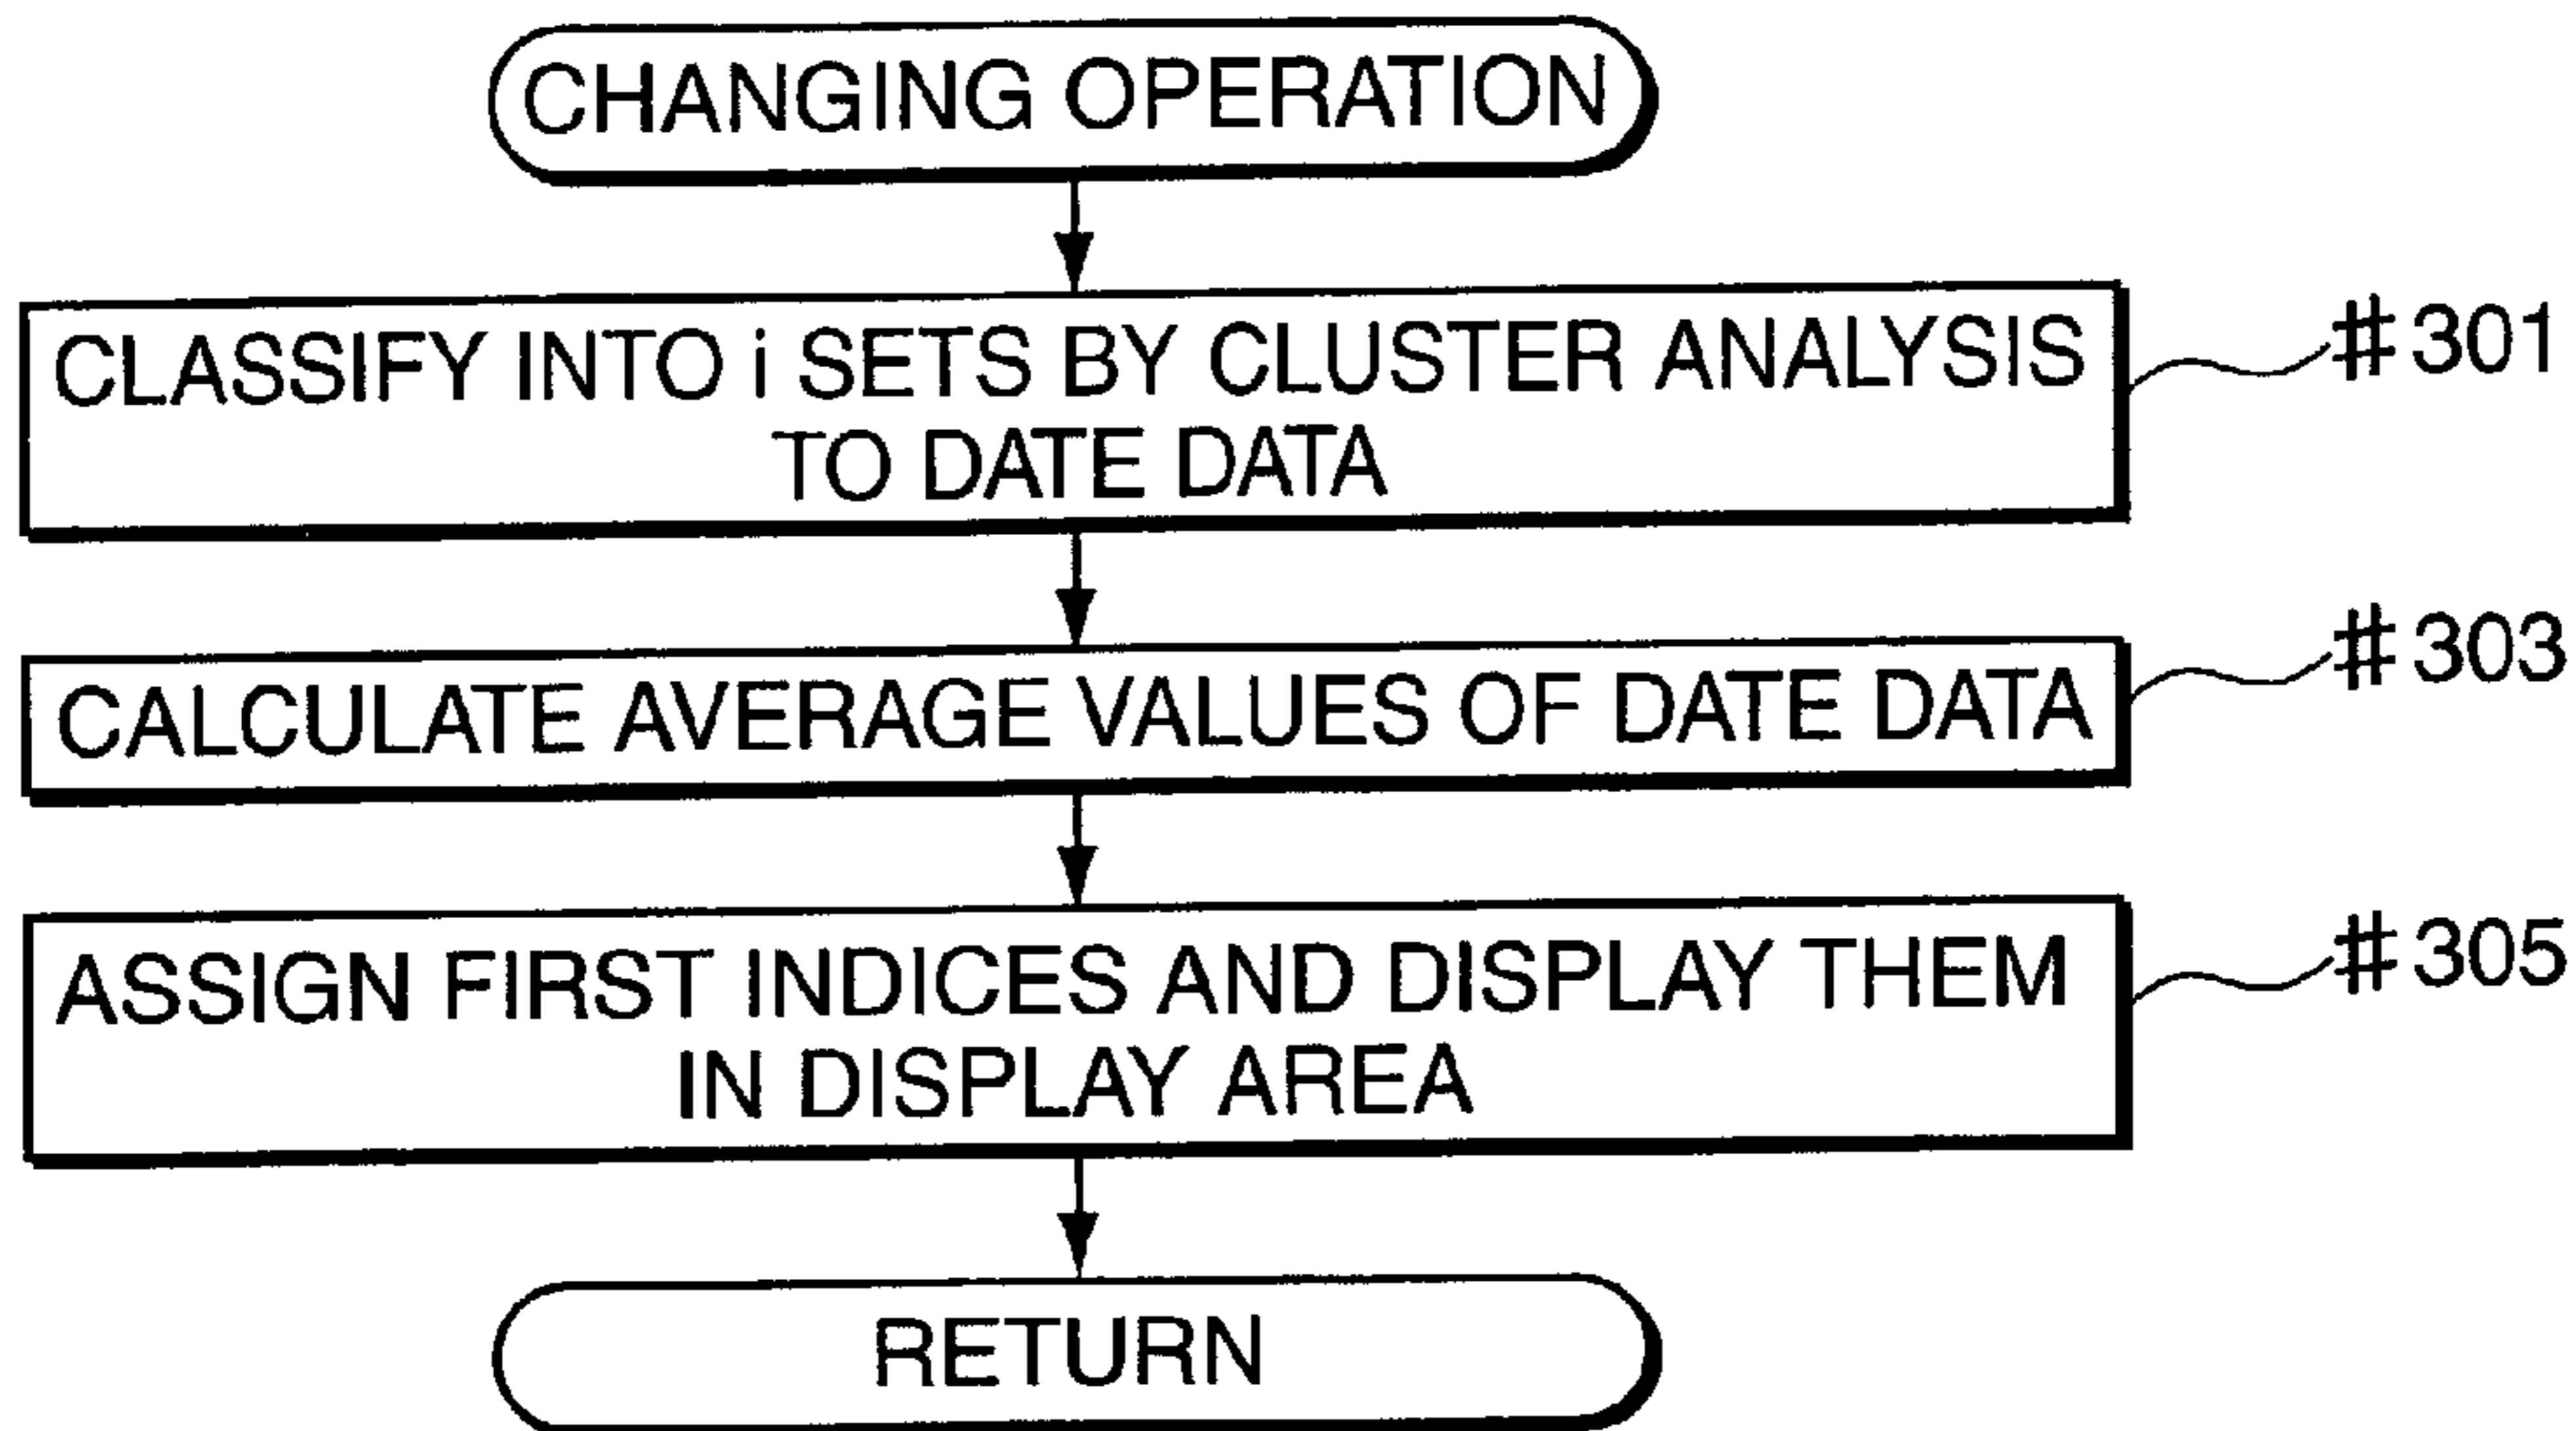 CHANGING OPERATION
CLASSIFY INTO i SETS BY CLUSTER ANALYSIS
TO DATE DATA
#301
CALCULATE AVERAGE VALUES OF DATE DATA
#303
ASSIGN FIRST INDICES AND DISPLAY THEM
IN DISPLAY AREA
#305
RETURN